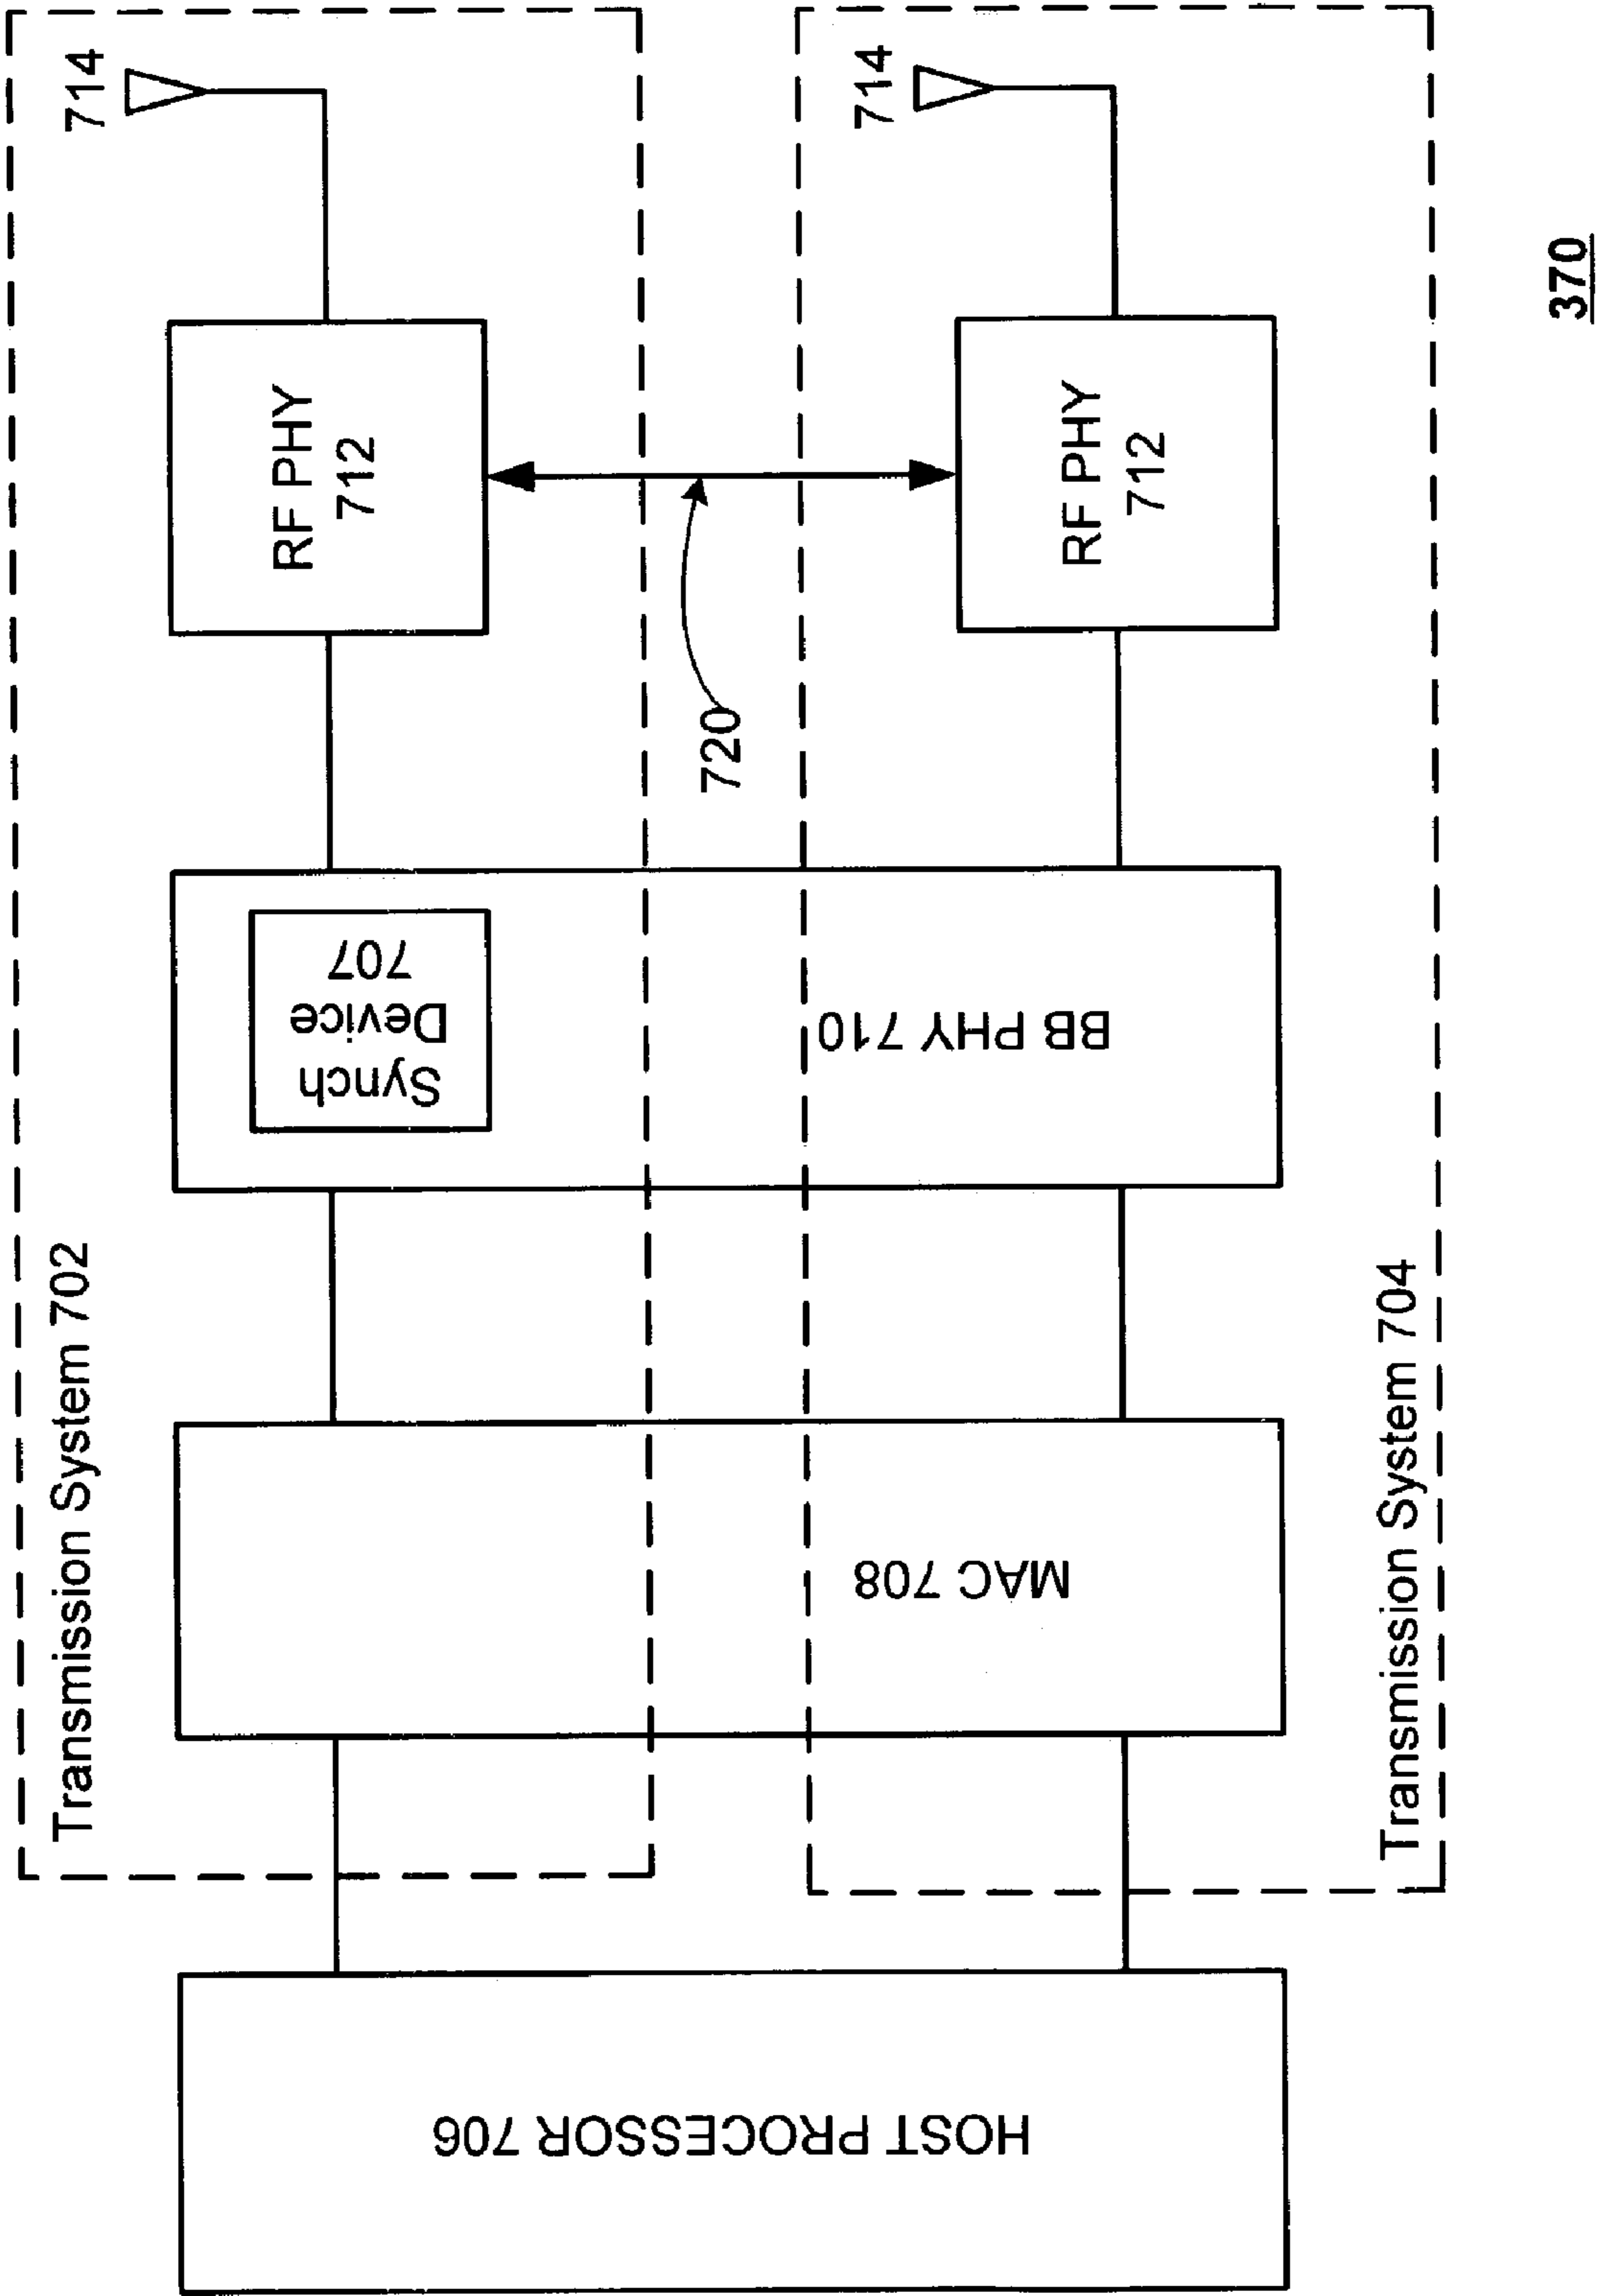 Transmission System 702
HOST PROCESSOR 706
MAC 708
BB PHY 710
Synch
Device
707
RF PHY
712
714
720
RF PHY
712
714
Transmission System 704
370